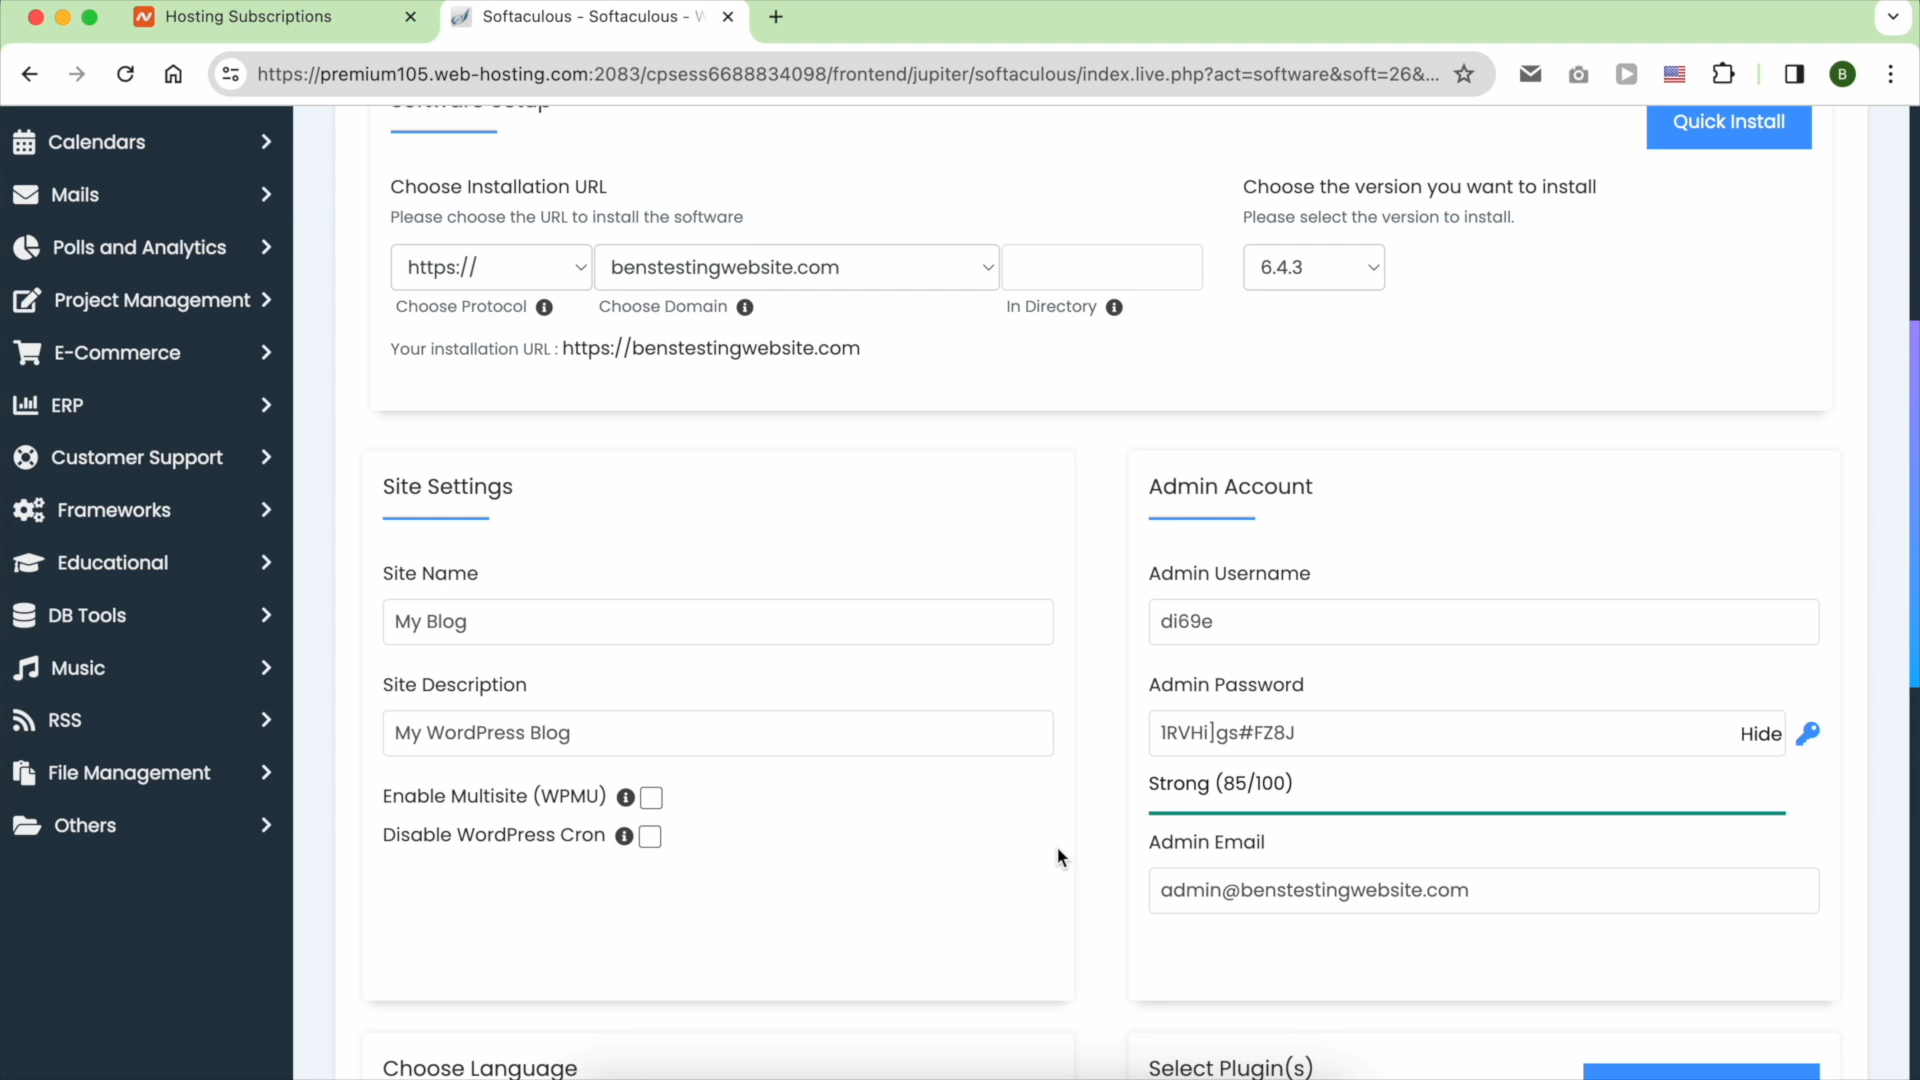 Hosting Subscriptions
Softaculous - Softaculous - W
https://premium105.web-hosting.com:2083/cpsess6688834098/frontend/jupiter/softaculous/index.live.php?act=software&soft=26&...
B
Calendars
Mails
Polls and Analytics
Project Management
E-Commerce
ERP
Customer Support
Frameworks
Educational
DB Tools
Music
RSS
File Management
Others
Software Setup
Quick Install
Choose Installation URL
Please choose the URL to install the software
https://
benstestingwebsite.com
Choose Protocol
Choose Domain
In Directory
Your installation URL : https://benstestingwebsite.com
Choose the version you want to install
Please select the version to install.
6.4.3
Site Settings
Site Name
My Blog
Site Description
My WordPress Blog
Enable Multisite (WPMU)
Disable WordPress Cron
Admin Account
Admin Username
di69e
Admin Password
1RVHi]gs#FZ8J
Hide
Strong (85/100)
Admin Email
admin@benstestingwebsite.com
Choose Language
Select Plugin(s)